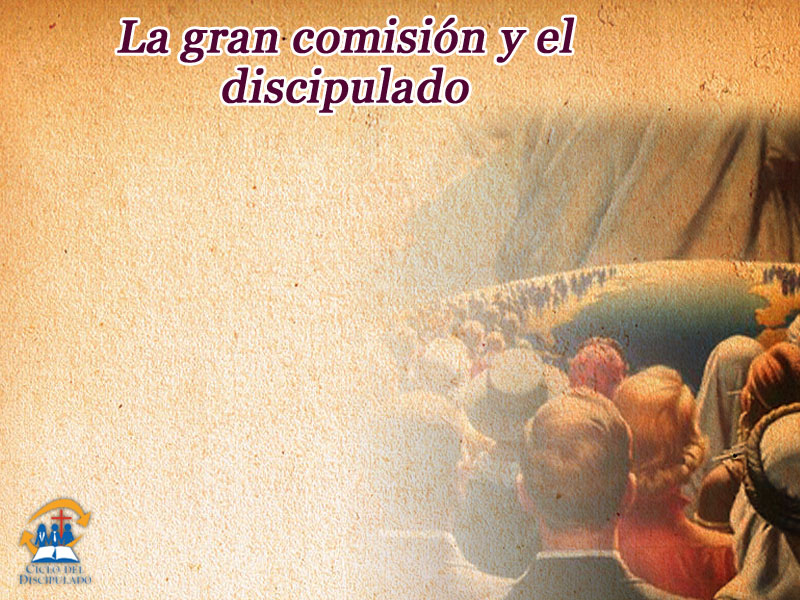 La gran comisión y el
discipulado
CICLO DEL
DISCIPULADO